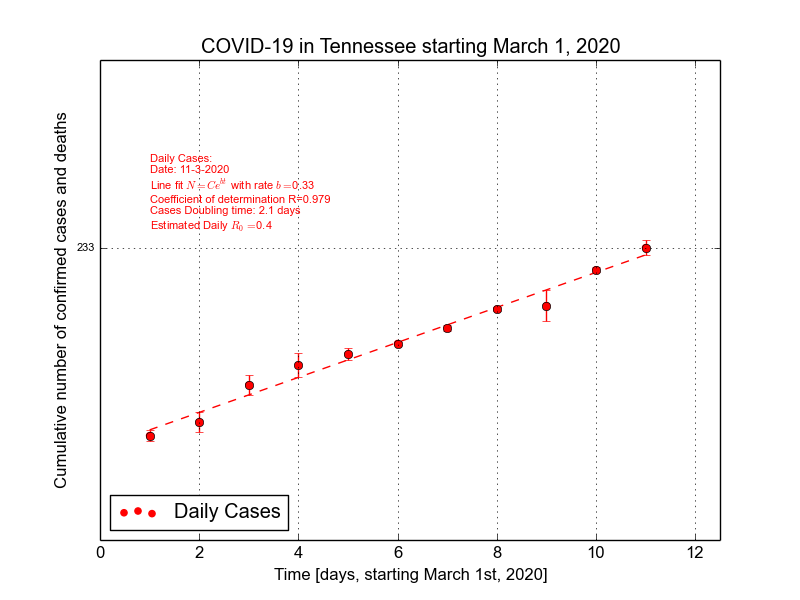 COVID-19 in Tennessee starting March 1, 2020
Cumulative number of confirmed cases and deaths
Daily Cases:
Date: 11-3-2020
Line fit N = Ce^{bt} with rate b =0.33
Coefficient of determination R=0.979
Cases Doubling time: 2.1 days
Estimated Daily R_0 =0.4
233
Daily Cases
0 2 4 6 8 10 12
Time [days, starting March 1st, 2020]